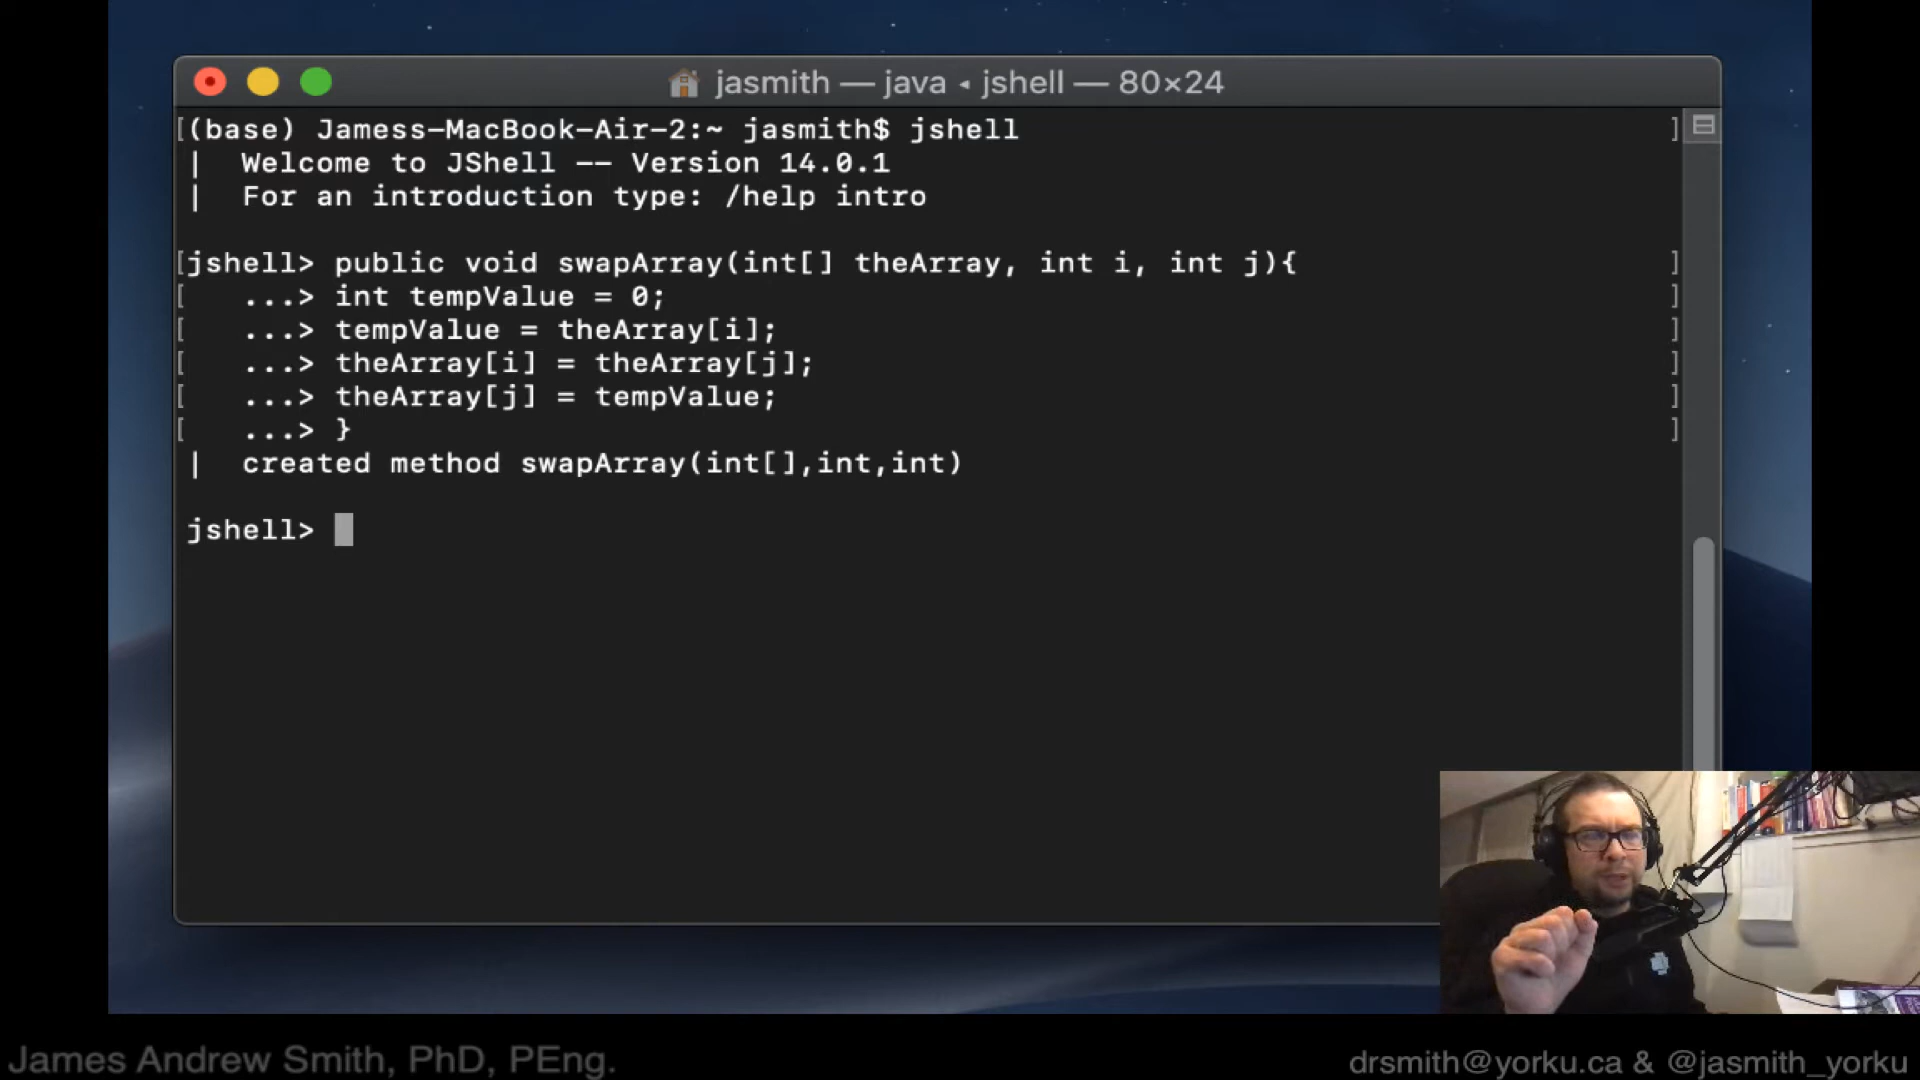 jasmith — java ◂ jshell — 80×24
(base) Jamess-MacBook-Air-2:~ jasmith$ jshell
|  Welcome to JShell -- Version 14.0.1
|  For an introduction type: /help intro
jshell> public void swapArray(int[] theArray, int i, int j){
   ...> int tempValue = 0;
   ...> tempValue = theArray[i];
   ...> theArray[i] = theArray[j];
   ...> theArray[j] = tempValue;
   ...> }
|  created method swapArray(int[],int,int)
jshell>
James Andrew Smith, PhD, PEng.
drsmith@yorku.ca & @jasmith_yorku